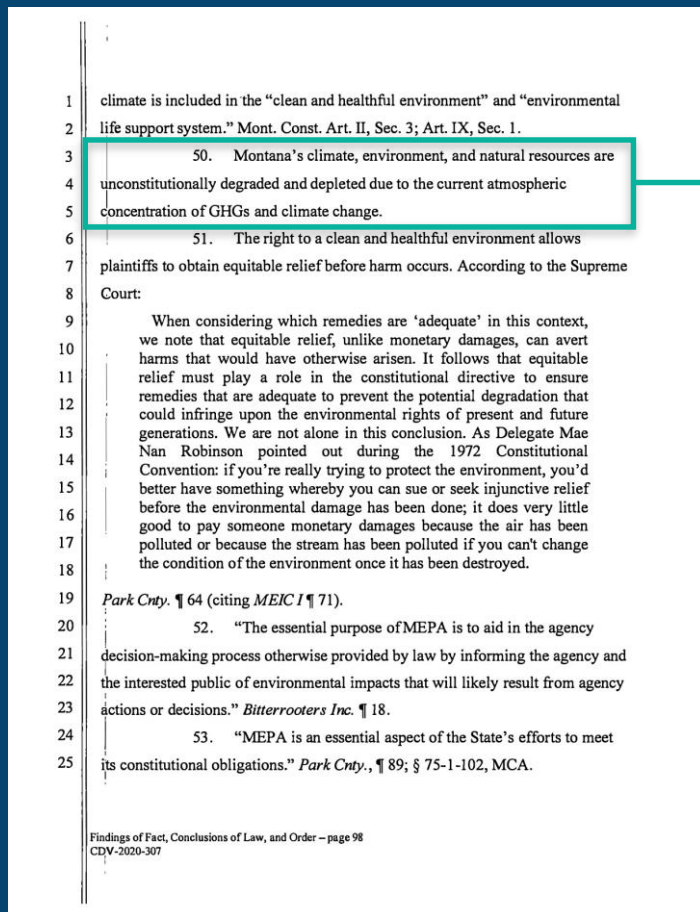 1 climate is included in the “clean and healthful environment” and “environmental
2 life support system.” Mont. Const. Art. II, Sec. 3; Art. IX, Sec. 1.
3 50. Montana’s climate, environment, and natural resources are
4 unconstitutionally degraded and depleted due to the current atmospheric
5 concentration of GHGs and climate change.
6 51. The right to a clean and healthful environment allows
7 plaintiffs to obtain equitable relief before harm occurs. According to the Supreme
8 Court:
9 When considering which remedies are ‘adequate’ in this context,
10 we note that equitable relief, unlike monetary damages, can avert
harms that would have otherwise arisen. It follows that equitable
11 relief must play a role in the constitutional directive to ensure
12 remedies that are adequate to prevent the potential degradation that
could infringe upon the environmental rights of present and future
13 generations. We are not alone in this conclusion. As Delegate Mae
14 Nan Robinson pointed out during the 1972 Constitutional
Convention: if you’re really trying to protect the environment, you’d
15 better have something whereby you can sue or seek injunctive relief
16 before the environmental damage has been done; it does very little
good to pay someone monetary damages because the air has been
17 polluted or because the stream has been polluted if you can't change
18 the condition of the environment once it has been destroyed.
19 Park Cnty. ¶ 64 (citing MEIC I ¶ 71).
20 52. “The essential purpose of MEPA is to aid in the agency
21 decision-making process otherwise provided by law by informing the agency and
22 the interested public of environmental impacts that will likely result from agency
23 actions or decisions.” Bitterrooters Inc. ¶ 18.
24 53. “MEPA is an essential aspect of the State’s efforts to meet
25 its constitutional obligations.” Park Cnty., ¶ 89; § 75-1-102, MCA.
Findings of Fact, Conclusions of Law, and Order – page 98
CDV-2020-307